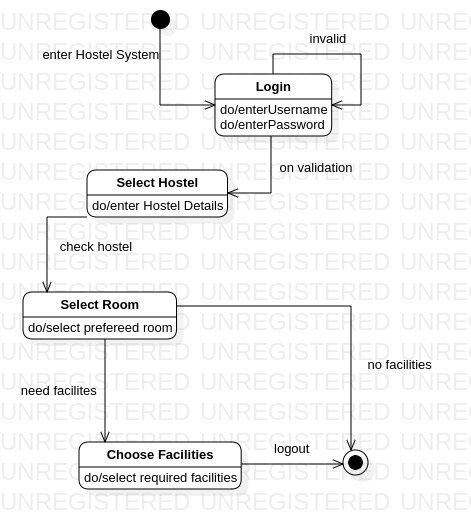 enter Hostel System
invalid
Login
do/enterUsername
do/enterPassword
on validation
Select Hostel
do/enter Hostel Details
check hostel
Select Room
do/select prefereed room
no facilities
need facilites
Choose Facilities
do/select required facilities
logout
UNREGISTERED UNREGISTERED UNREGISTERED